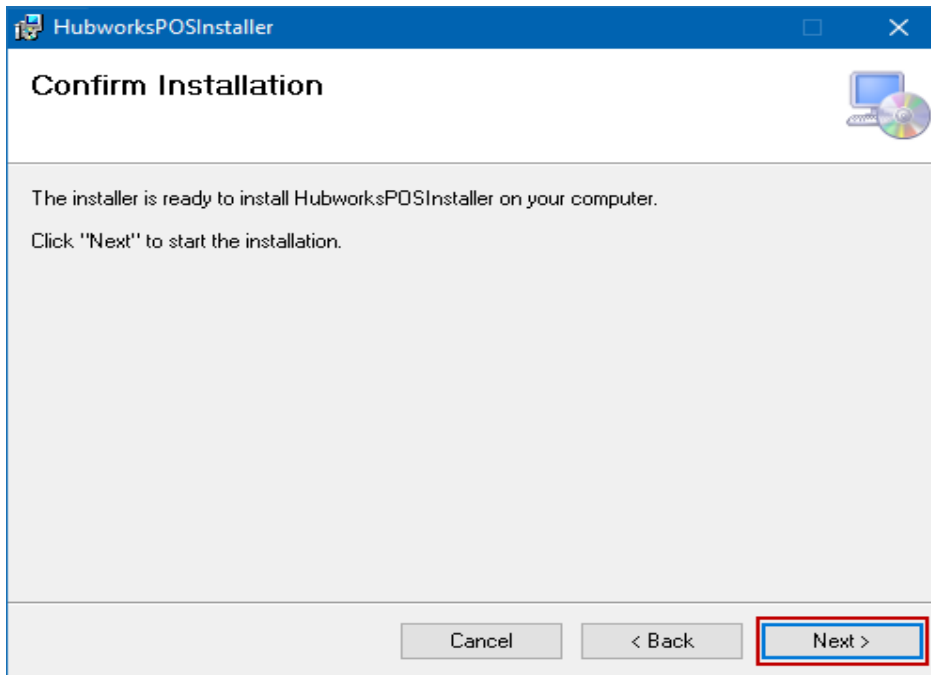 HubworksPOSInstaller
Confirm Installation
The installer is ready to install HubworksPOSInstaller on your computer.
Click "Next" to start the installation.
Cancel
< Back
Next >